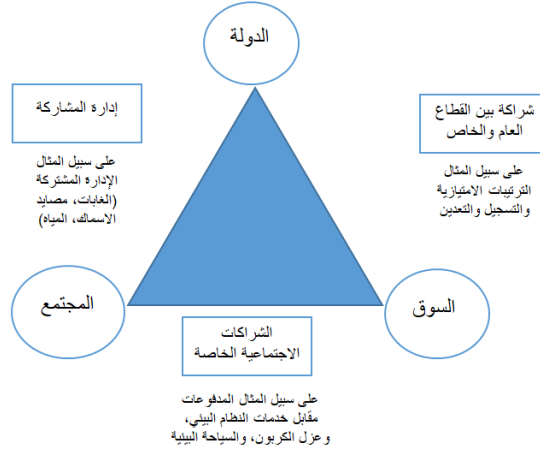 الدولة
شراكة بين القطاع
العام والخاص
على سبيل المثال
الترتيبات الامتيازية
والتسجيل والتعدين
إدارة المشاركة
على سبيل المثال
الإدارة المشتركة
(الغابات، مصايد
الاسماك، المياه)
السوق
المجتمع
الشراكات
الاجتماعية الخاصة
على سبيل المثال المدفوعات
مقابل خدمات النظام البيئي،
وعزل الكربون، والسياحة البيئية